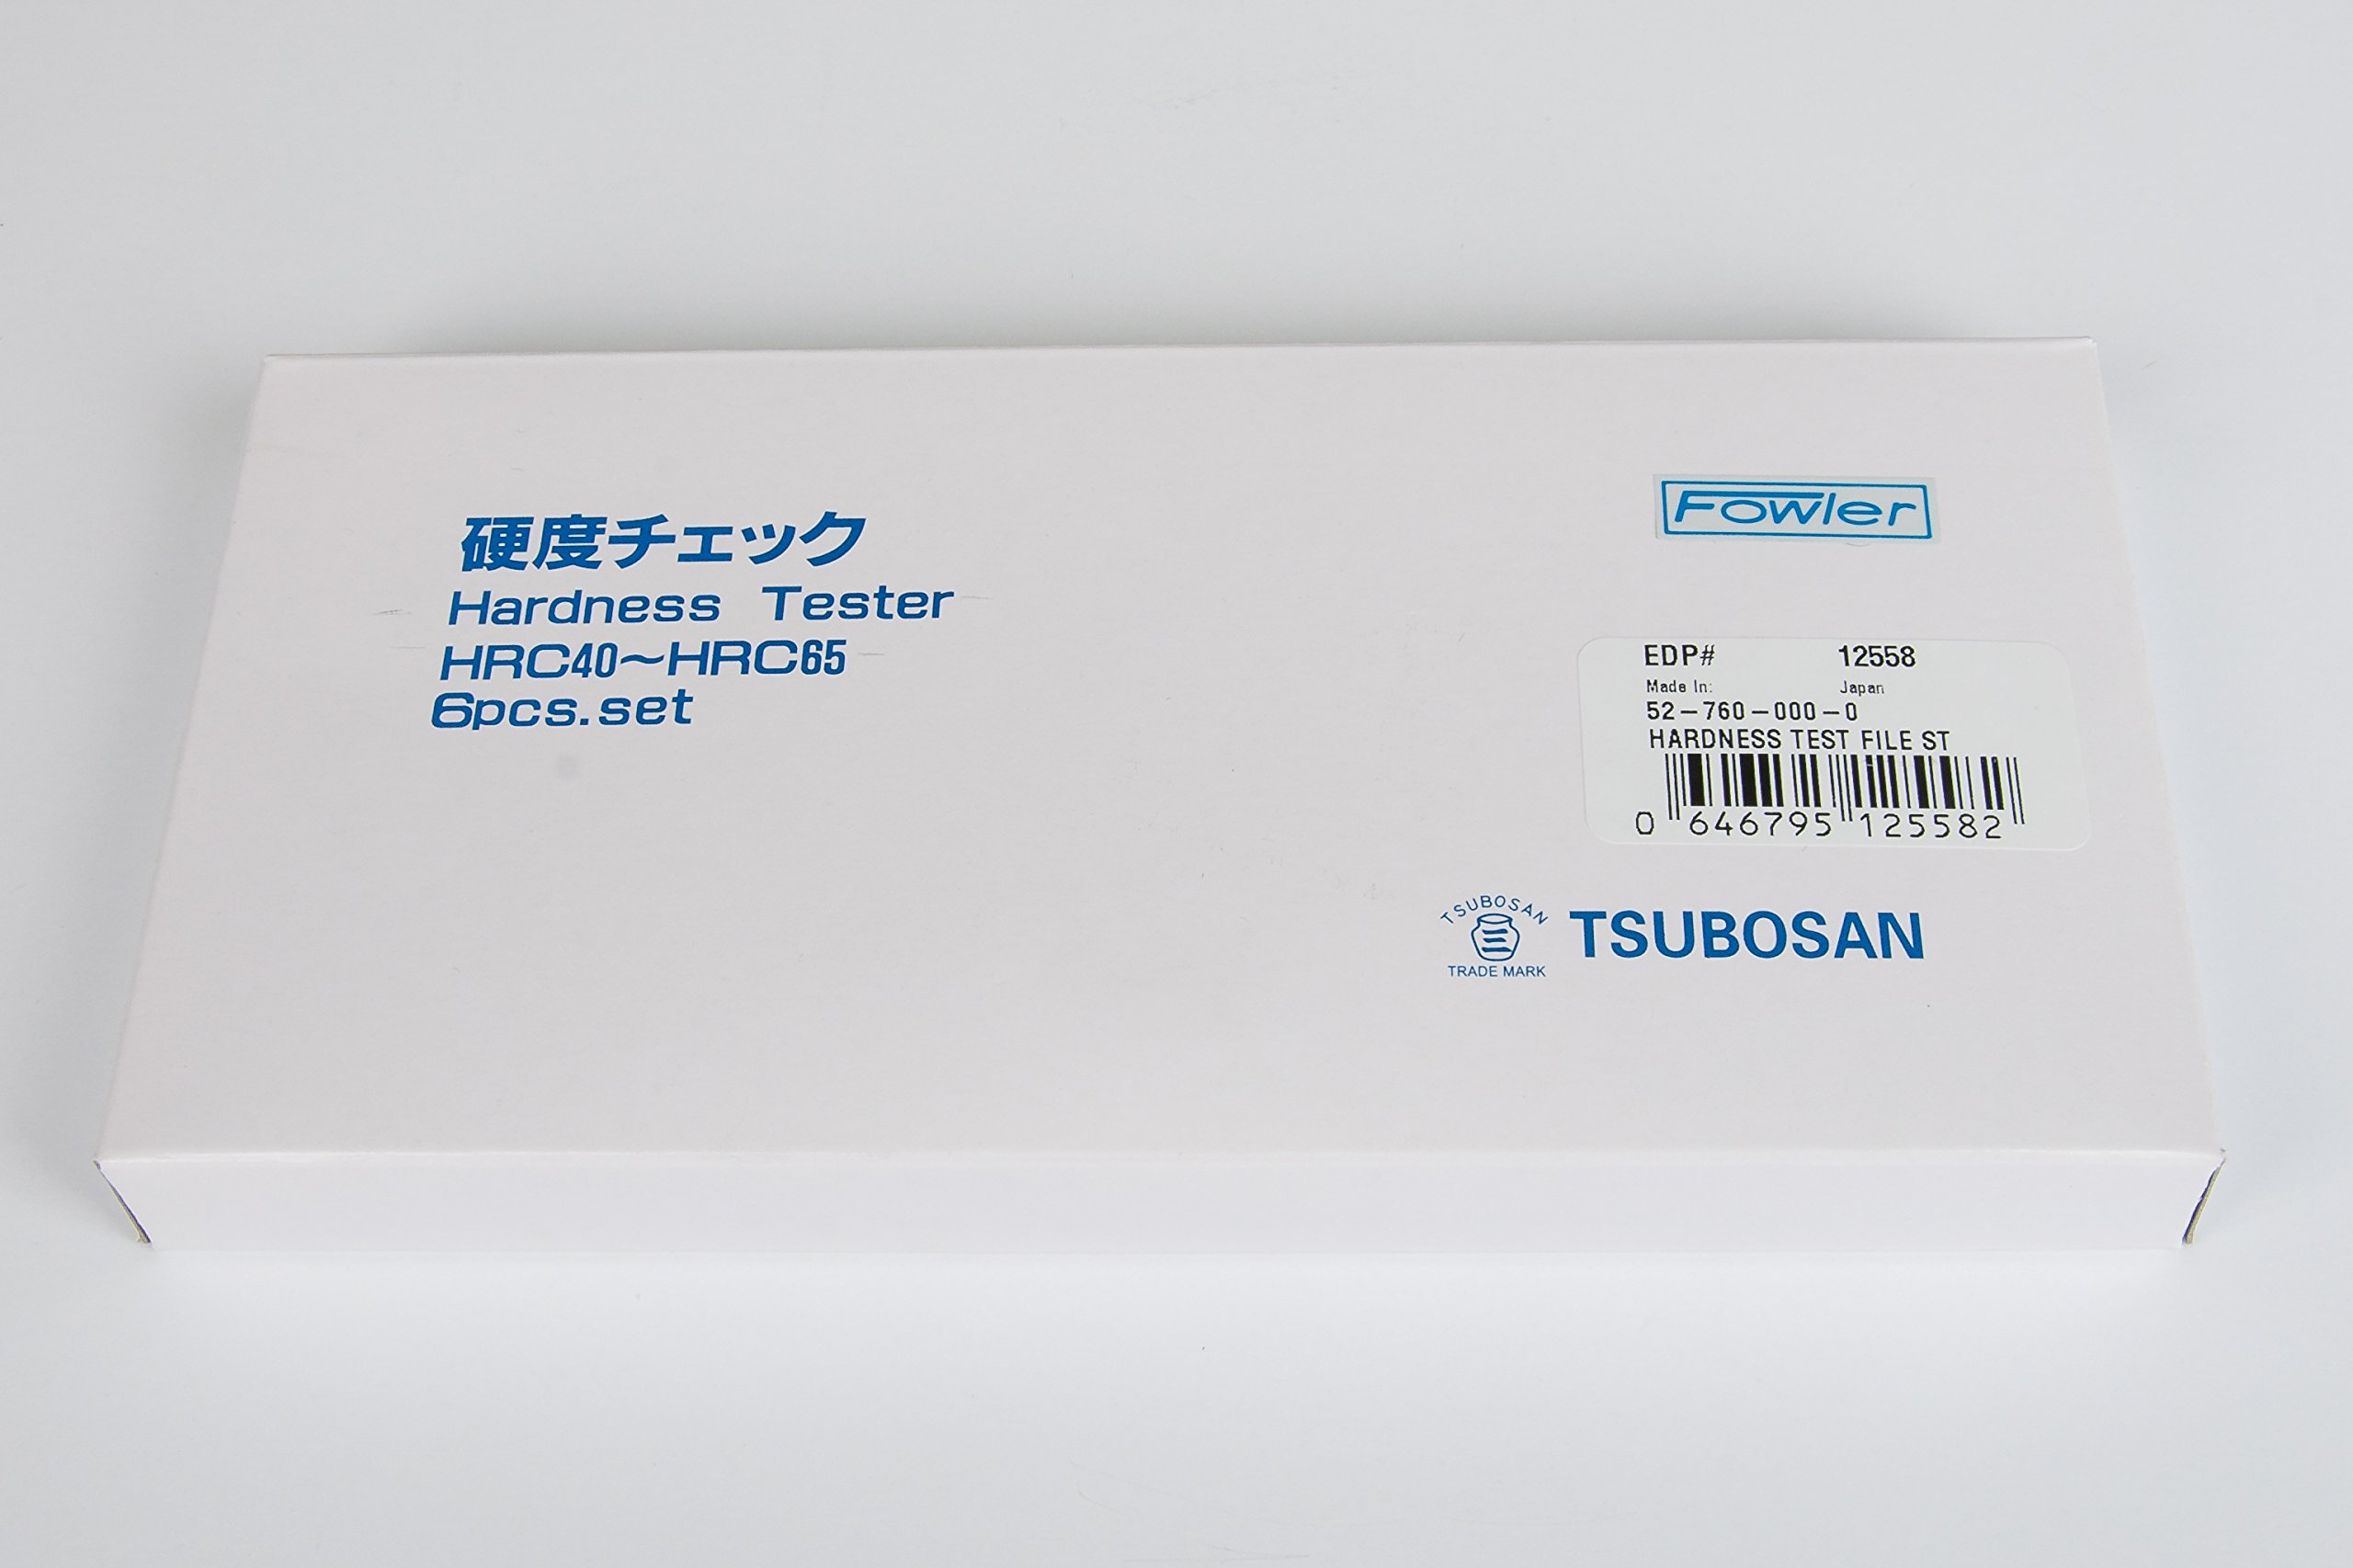 硬度チェック
Hardness Tester
HRC40～HRC65
6pcs.set
Fowler
EDP# 12558
Made In: Japan
52-760-000-0
HARDNESS TEST FILE ST
0 646795 125582
TSUBOSAN
三
TRADE MARK
TSUBOSAN